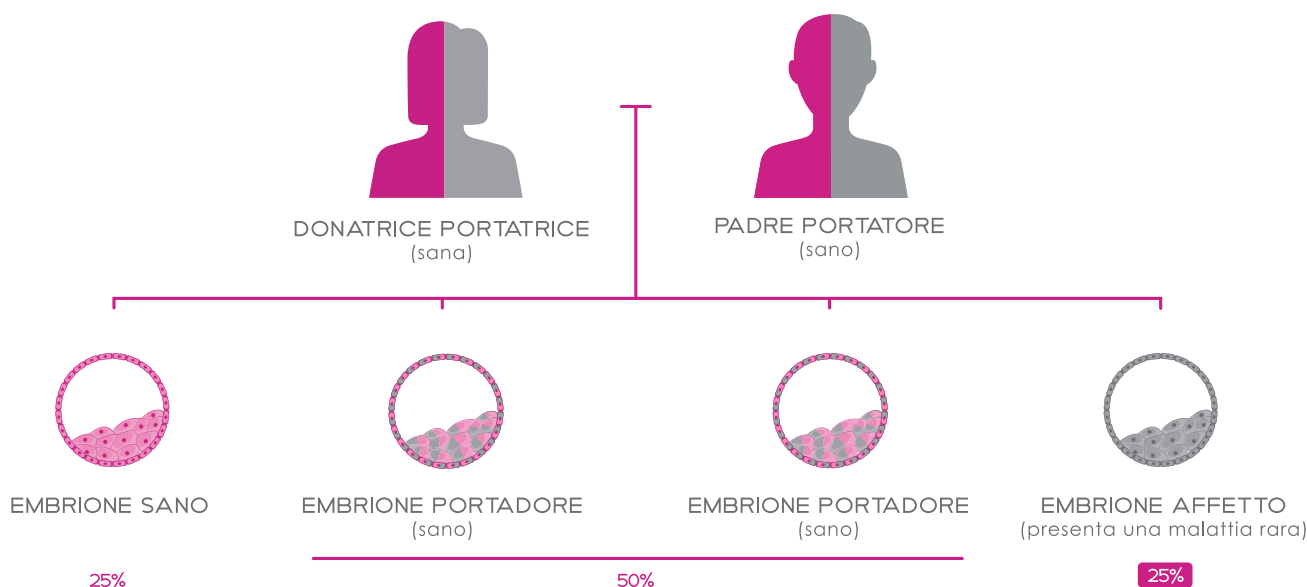 DONATRICE PORTATRICE
(sana)
PADRE PORTATORE
(sano)
EMBRIONE SANO
EMBRIONE PORTADORE
(sano)
EMBRIONE PORTADORE
(sano)
EMBRIONE AFFETTO
(presenta una malattia rara)
25%
50%
25%